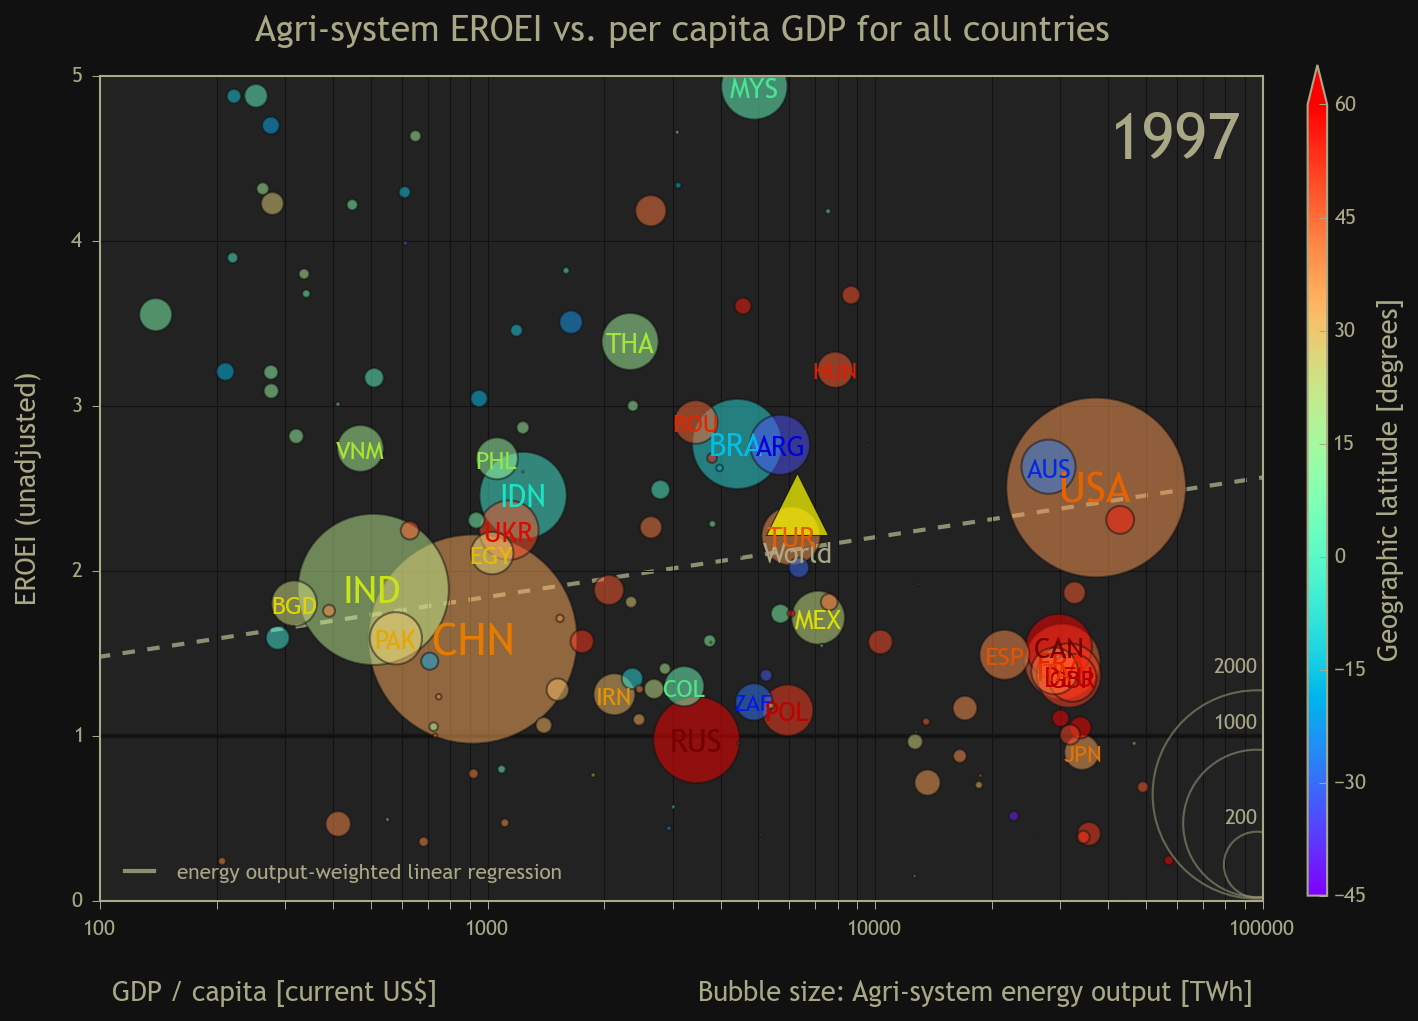 Agri-system EROEI vs. per capita GDP for all countries
1997
5
4
3
2
1
0
EROEI (unadjusted)
MYS
THA
HUN
ROU
BRA
ARG
VNM
PHL
IDN
UKR
EGY
AUS
USA
TUR
World
IND
BGD
PAK
CHN
MEX
IRN
COL
ZAF
POL
RUS
ESP
CAN
GBR
JPN
2000
1000
200
energy output-weighted linear regression
100
1000
10000
100000
GDP / capita [current US$]
Bubble size: Agri-system energy output [TWh]
60
45
30
15
0
−15
−30
−45
Geographic latitude [degrees]